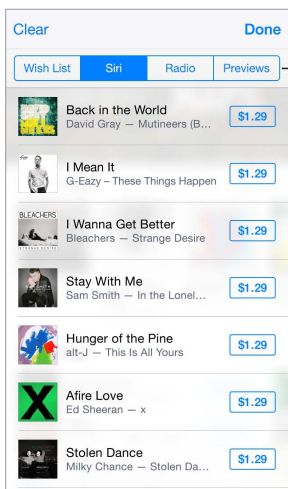 Clear Done
Wish List Siri Radio Previews
Back in the World
David Gray — Mutineers (B...
$1.29
I Mean It
G-Eazy – These Things Happen
$1.29
BLEACHERS
STRANGE DESIRE
I Wanna Get Better
Bleachers — Strange Desire
$1.29
Stay With Me
Sam Smith — In the Lonel...
$1.29
Hunger of the Pine
alt-J — This Is All Yours
$1.29
Afire Love
Ed Sheeran — x
$1.29
Stolen Dance
Milky Chance — Stolen Da...
$1.29